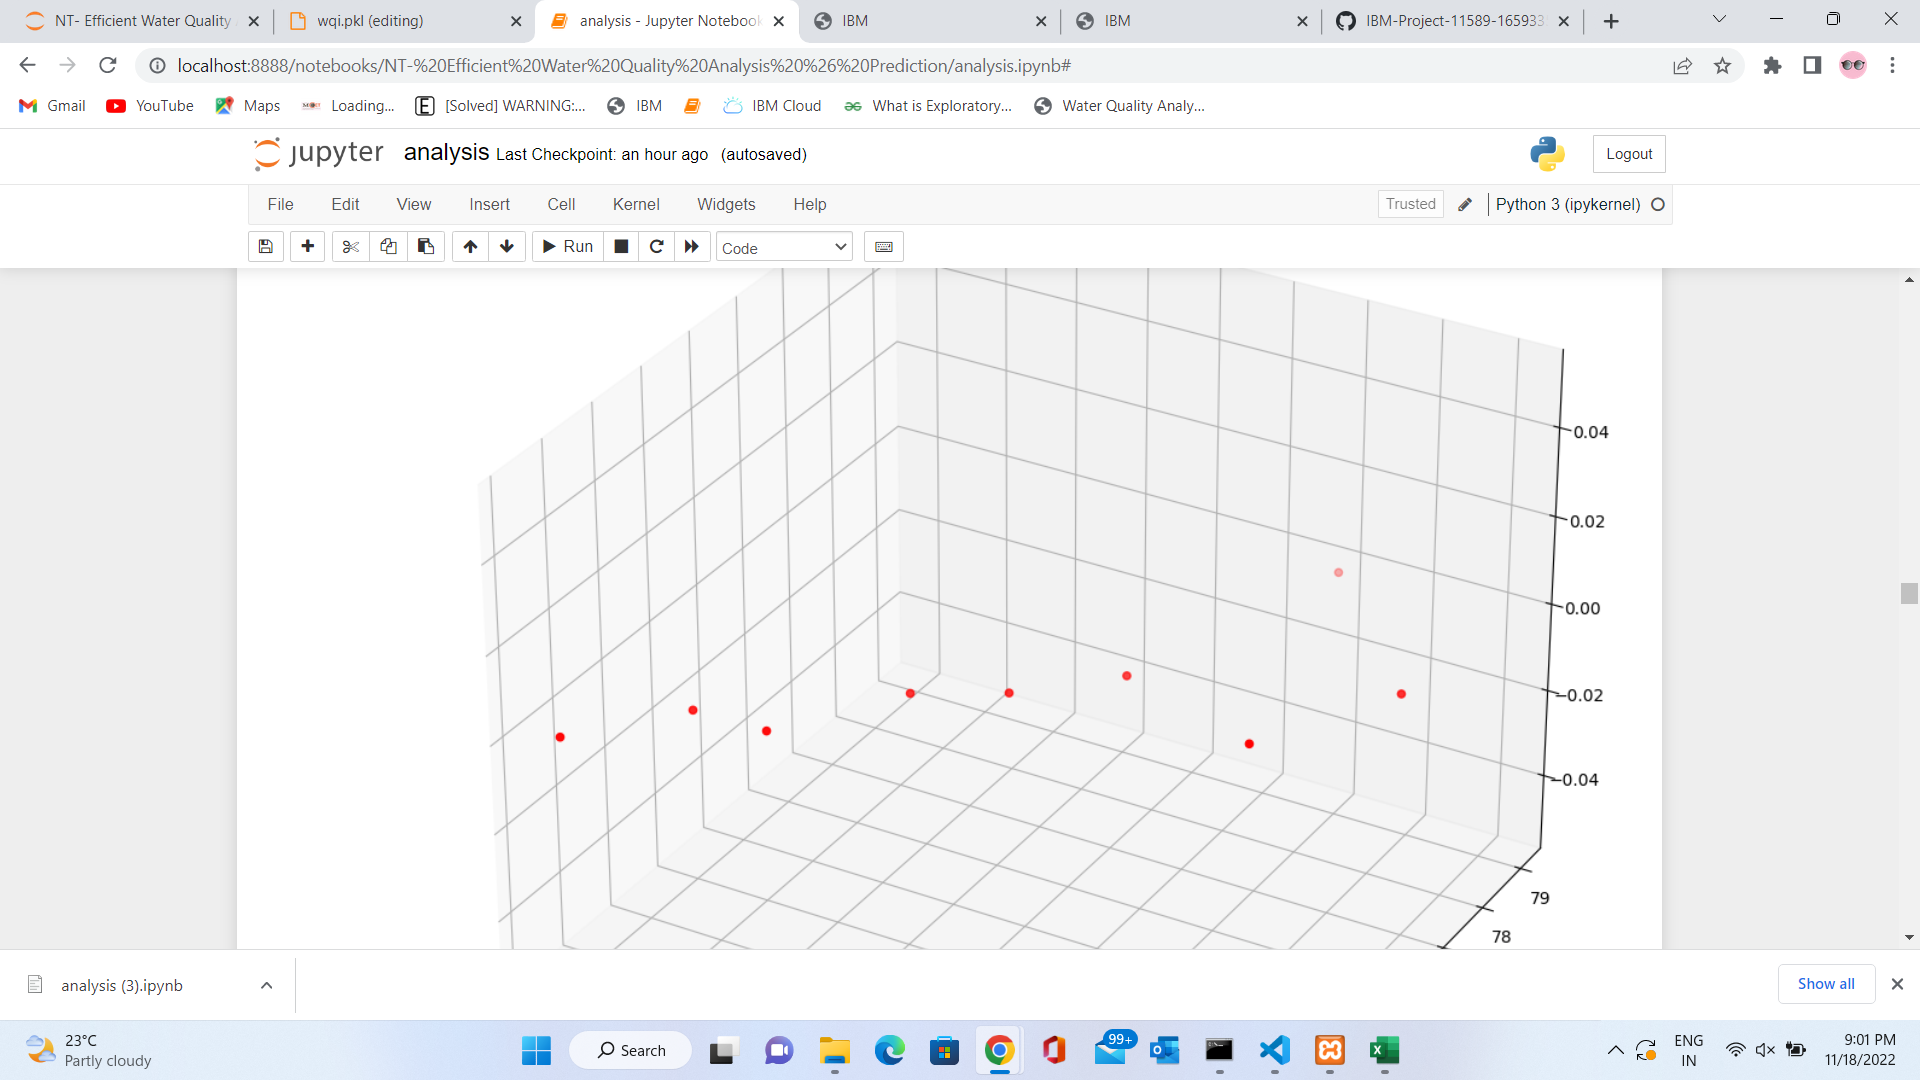 NT- Efficient Water Quality
wqi.pkl (editing)
analysis - Jupyter Notebook
IBM
IBM
IBM-Project-11589-165933
localhost:8888/notebooks/NT-%20Efficient%20Water%20Quality%20Analysis%20%26%20Prediction/analysis.ipynb#
Gmail
YouTube
Maps
Loading...
[Solved] WARNING:...
IBM
IBM Cloud
What is Exploratory...
Water Quality Analy...
jupyter
analysis Last Checkpoint: an hour ago (autosaved)
Logout
File Edit View Insert Cell Kernel Widgets Help
Trusted
Python 3 (ipykernel)
Run
Code
0.04
0.02
0.00
−0.02
−0.04
79
78
analysis (3).ipynb
Show all
23°C
Partly cloudy
Search
99+
ENG
IN
9:01 PM
11/18/2022